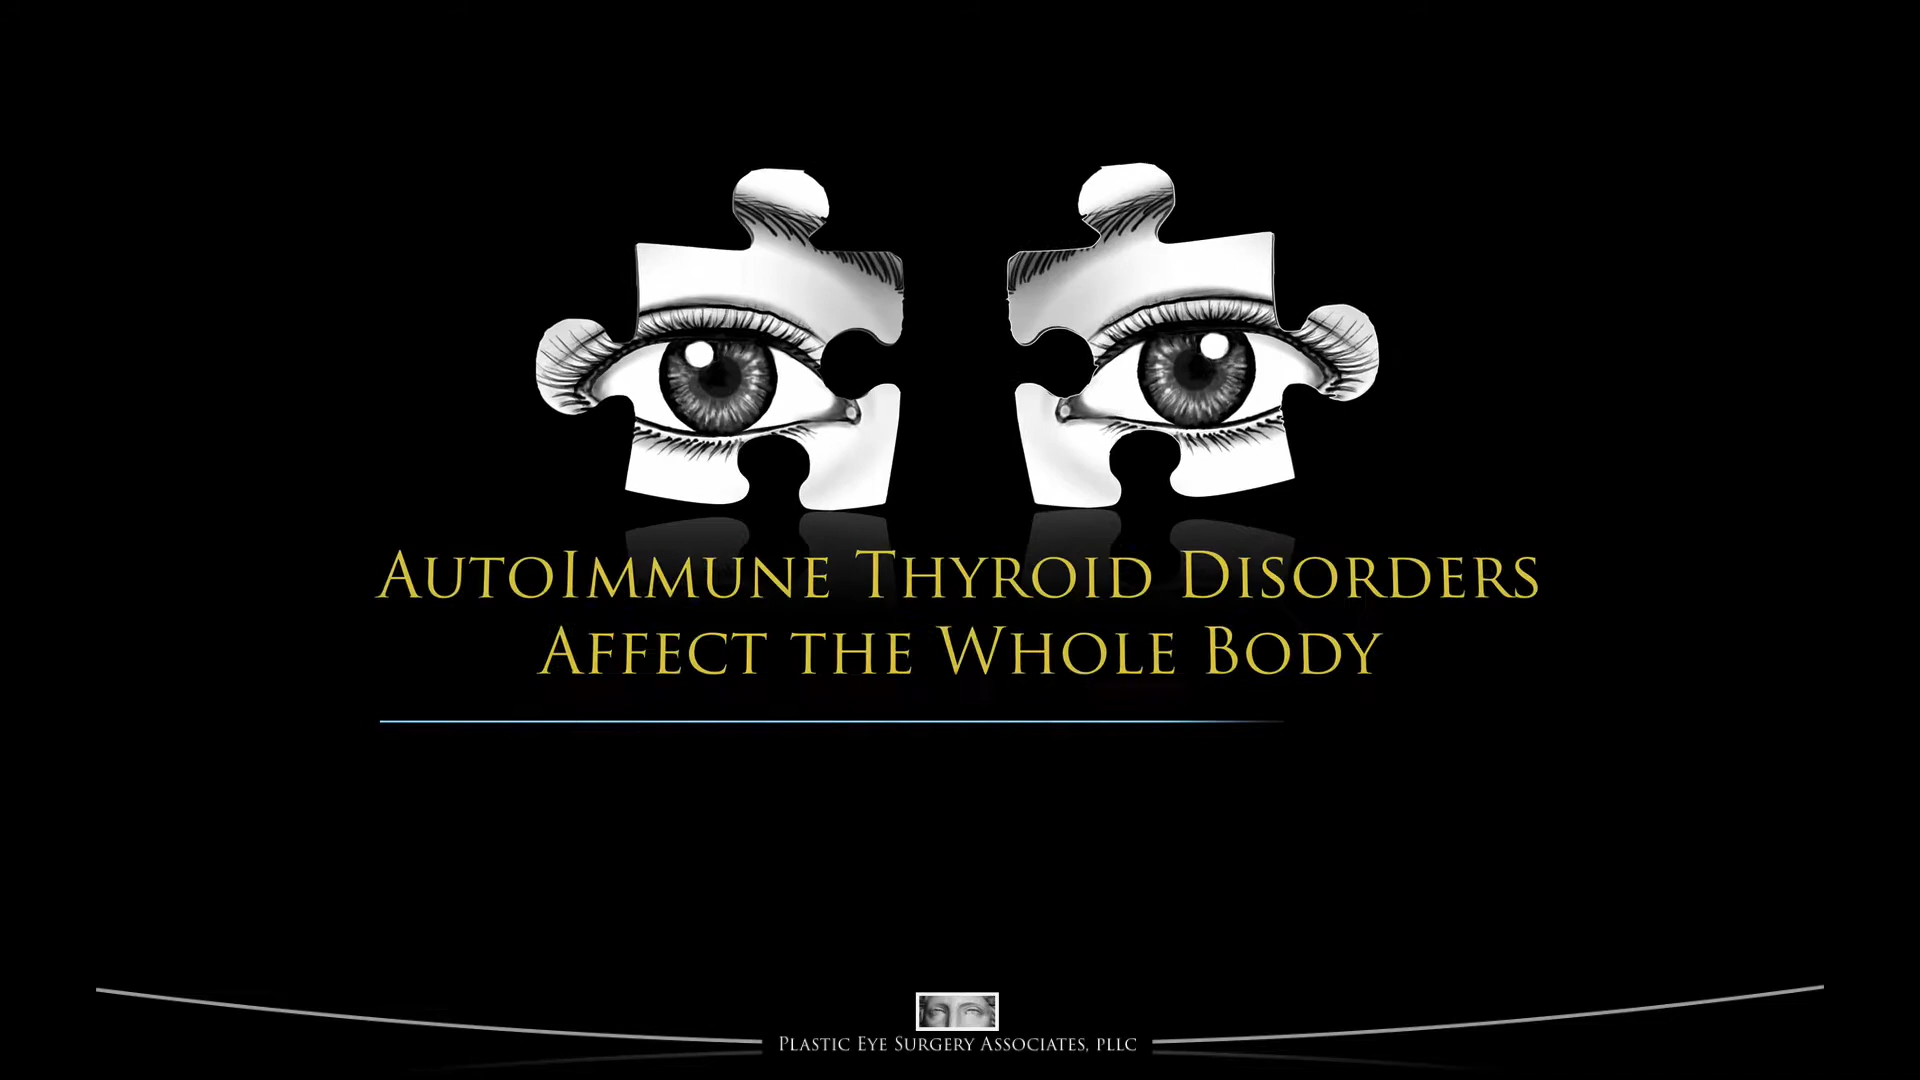 AutoImmune Thyroid Disorders
Affect the Whole Body
Plastic Eye Surgery Associates, PLLC